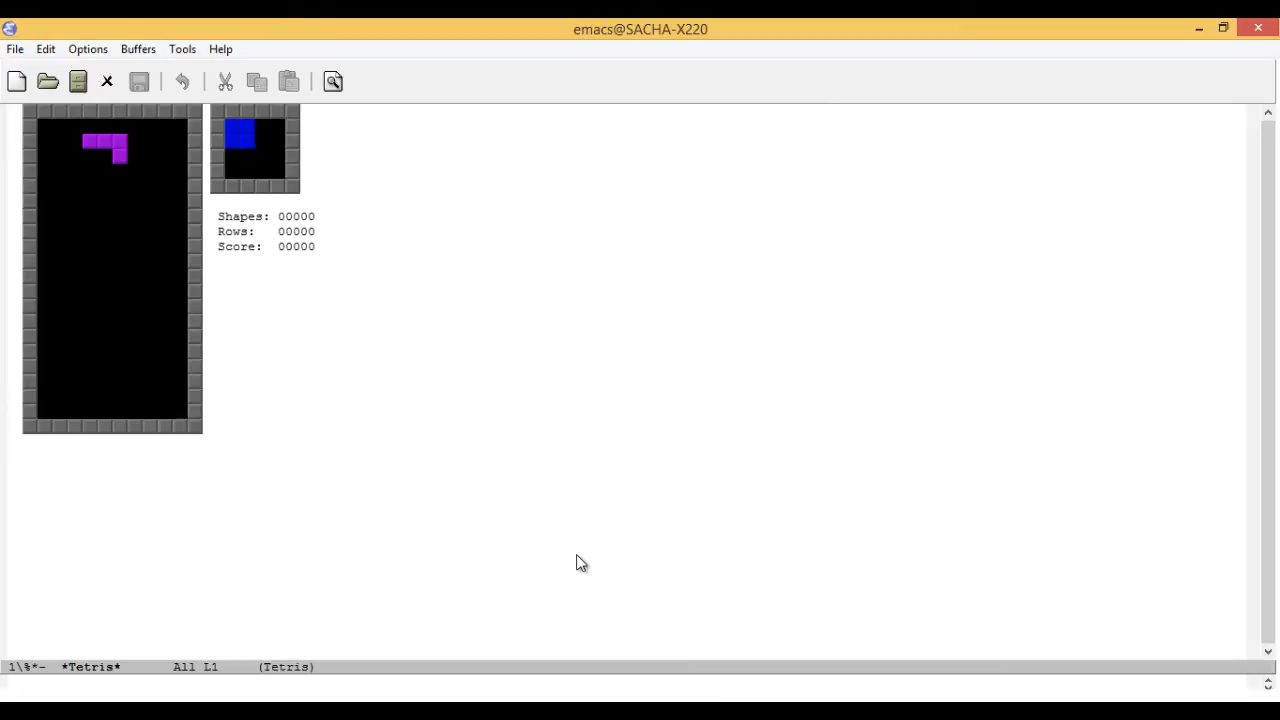 emacs@SACHA-X220
File Edit Options Buffers Tools Help
Shapes: 00000
Rows: 00000
Score: 00000
1\%*- *Tetris* All L1 (Tetris)